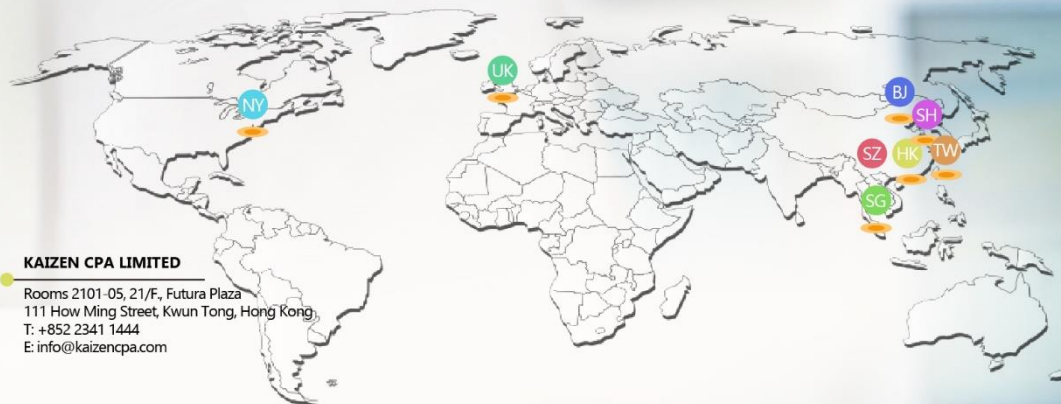 UK
NY
BJ
SH
SZ
HK
TW
SG
KAIZEN CPA LIMITED
Rooms 2101-05, 21/F., Futura Plaza
111 How Ming Street, Kwun Tong, Hong Kong
T: +852 2341 1444
E: info@kaizencpa.com